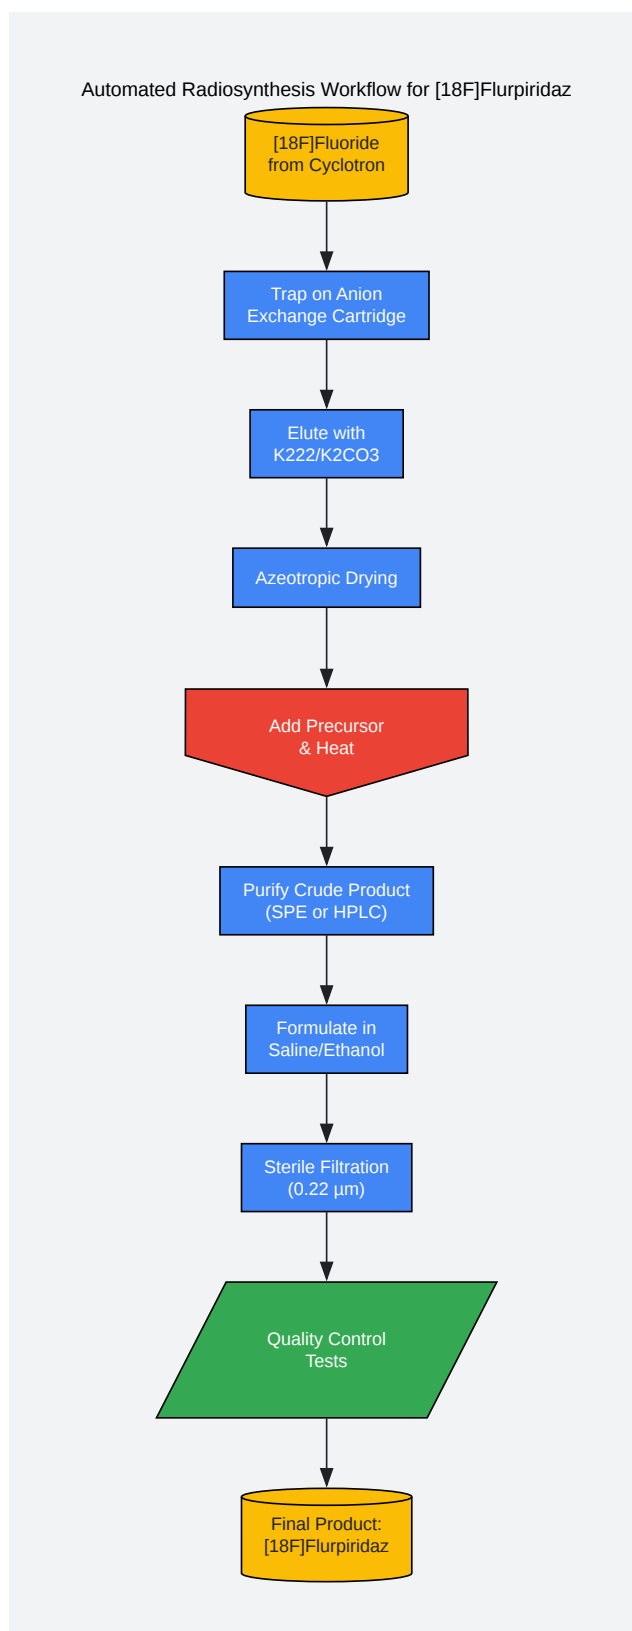 Automated Radiosynthesis Workflow for [18F]Flurpiridaz
[18F]Fluoride
from Cyclotron
Trap on Anion
Exchange Cartridge
Elute with
K222/K2CO3
Azeotropic Drying
Add Precursor
& Heat
Purify Crude Product
(SPE or HPLC)
Formulate in
Saline/Ethanol
Sterile Filtration
(0.22 µm)
Quality Control
Tests
Final Product:
[18F]Flurpiridaz